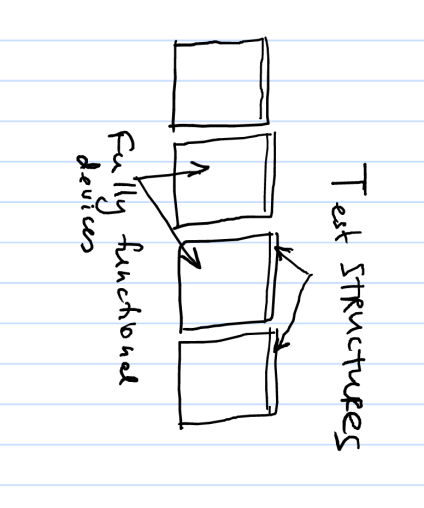 Test STRUCTURES
Fully functional
devices